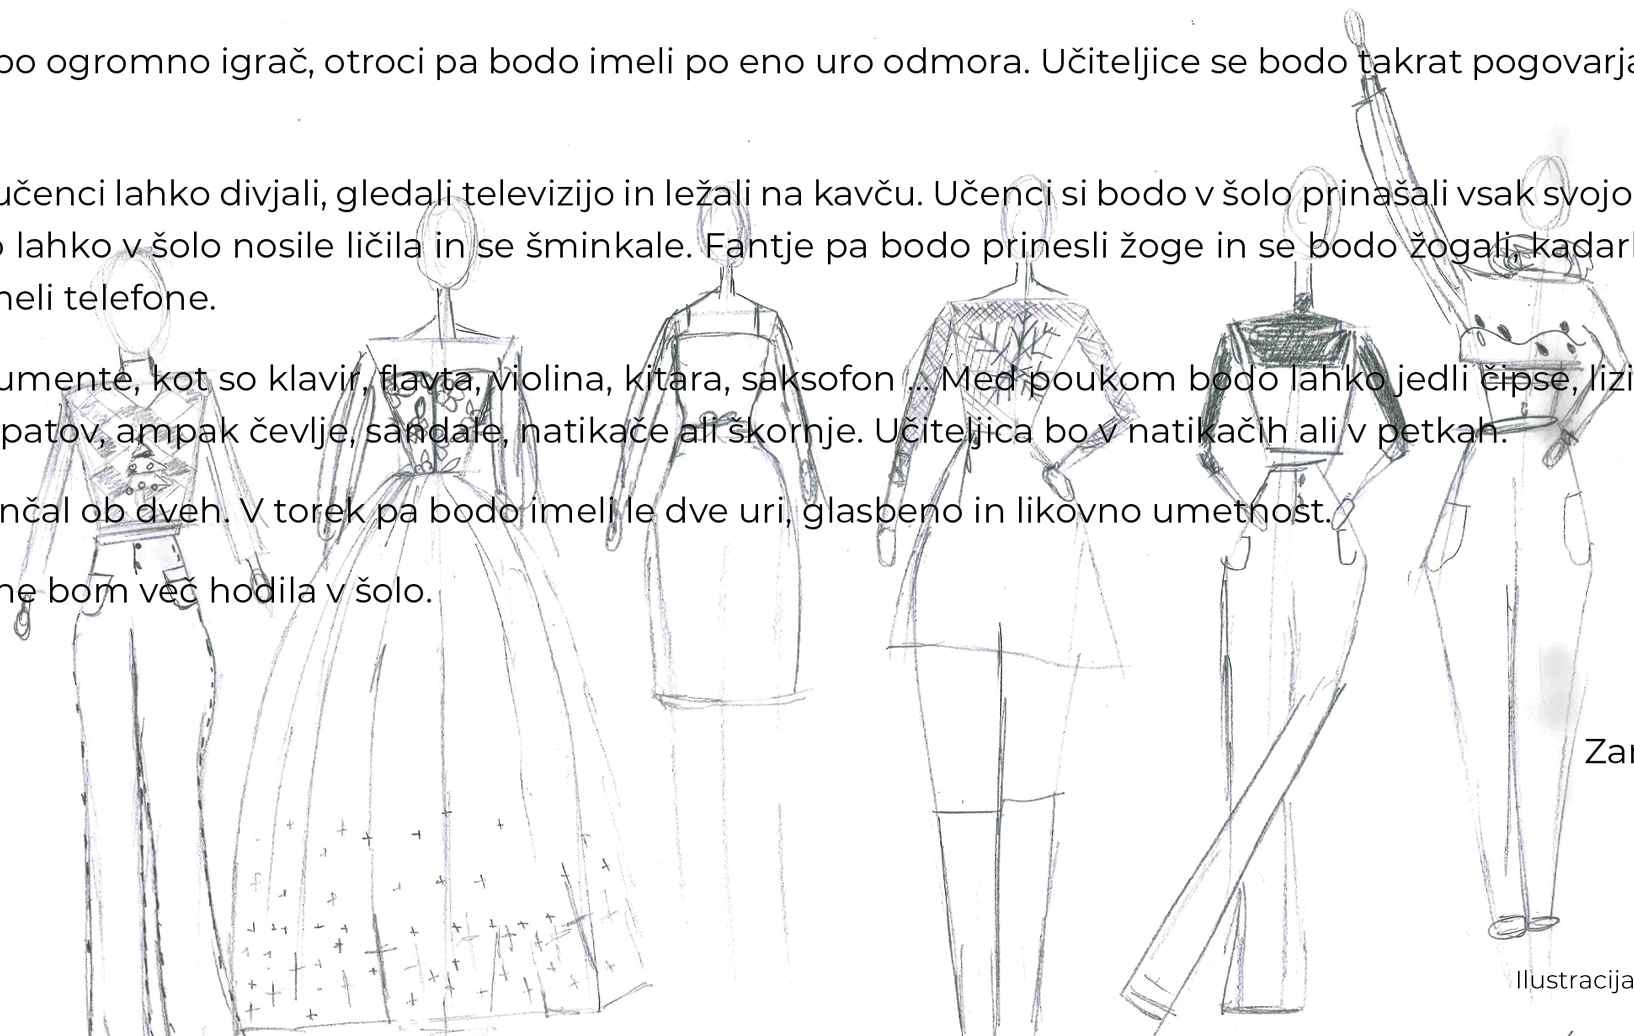 po ogromno igrač, otroci pa bodo imeli po eno uro odmora. Učiteljice se bodo takrat pogovarja
učenci lahko divjali, gledali televizijo in ležali na kavču. Učenci si bodo v šolo prinašali vsak svojo
lahko v šolo nosile ličila in se šminkale. Fantje pa bodo prinesli žoge in se bodo žogali, kadark
meli telefone.
umente, kot so klavir, flavta, violina, kitara, saksofon ... Med poukom bodo lahko jedli čipse, lizi
patov, ampak čevlje, sandale, natikače ali škornje. Učiteljica bo v natikačih ali v petkah.
nčal ob dveh. V torek pa bodo imeli le dve uri, glasbeno in likovno umetnost.
ne bom več hodila v šolo.
Zar
Ilustracija